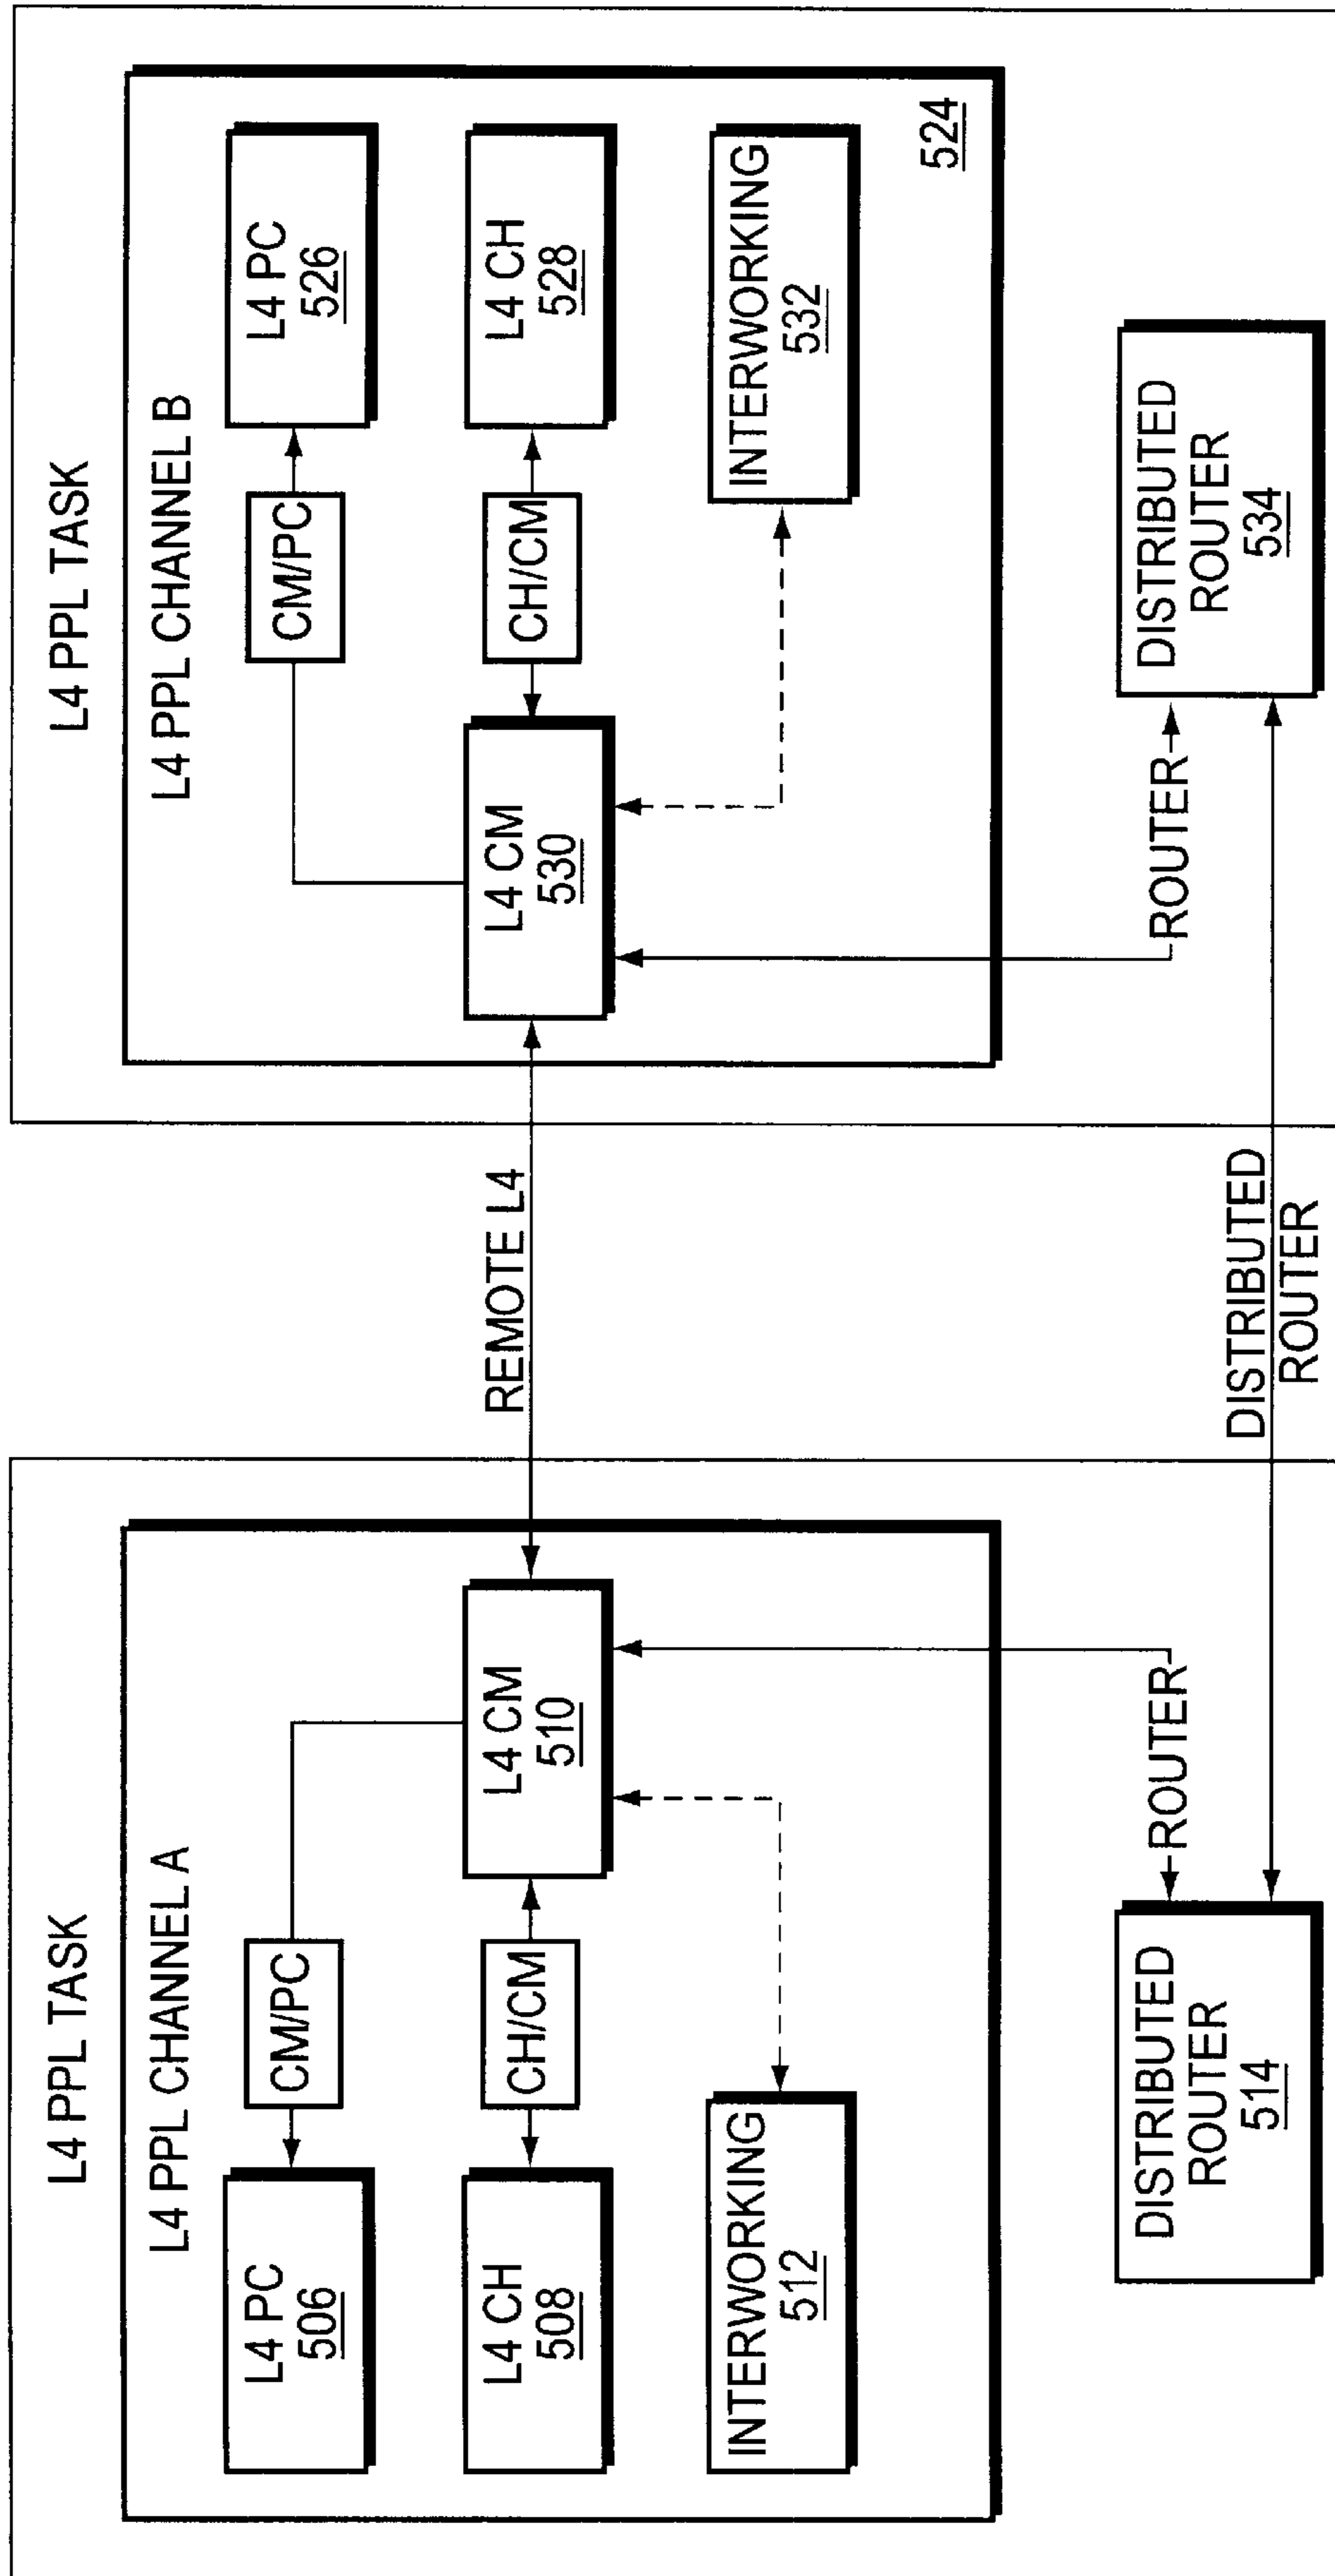 L4 PPL TASK
L4 PPL CHANNEL A
L4 PC
506
CM/PC
L4 CH
508
CH/CM
L4 CM
510
INTERWORKING
512
ROUTER
DISTRIBUTED
ROUTER
514
REMOTE L4
DISTRIBUTED
ROUTER
L4 PPL TASK
L4 PPL CHANNEL B
CM/PC
L4 PC
526
L4 CM
530
CH/CM
L4 CH
528
INTERWORKING
532
524
ROUTER
DISTRIBUTED
ROUTER
534